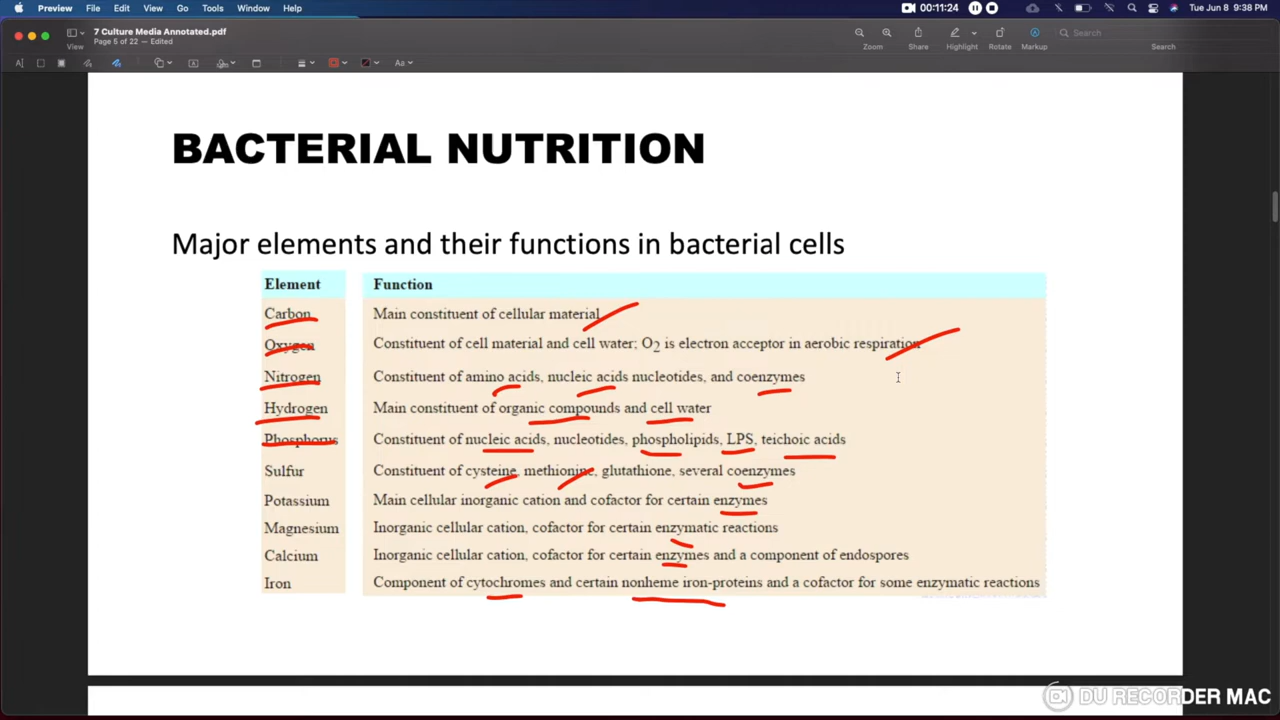 Preview File Edit View Go Tools Window Help 00:11:24 Tue Jun 8 9:38 PM
7 Culture Media Annotated.pdf
Page 5 of 22 — Edited
View Zoom Share Highlight Rotate Markup Search Search
Aa
BACTERIAL NUTRITION
Major elements and their functions in bacterial cells
Element Function
Carbon Main constituent of cellular material
Oxygen Constituent of cell material and cell water; O2 is electron acceptor in aerobic respiration
Nitrogen Constituent of amino acids, nucleic acids nucleotides, and coenzymes
Hydrogen Main constituent of organic compounds and cell water
Phosphorus Constituent of nucleic acids, nucleotides, phospholipids, LPS, teichoic acids
Sulfur Constituent of cysteine, methionine, glutathione, several coenzymes
Potassium Main cellular inorganic cation and cofactor for certain enzymes
Magnesium Inorganic cellular cation, cofactor for certain enzymatic reactions
Calcium Inorganic cellular cation, cofactor for certain enzymes and a component of endospores
Iron Component of cytochromes and certain nonheme iron-proteins and a cofactor for some enzymatic reactions
DU RECORDER MAC